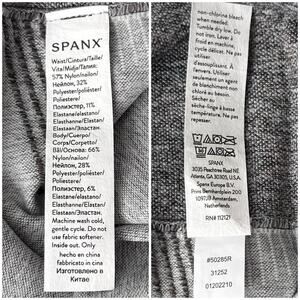 SPANX®
Waist/Cintura/Taille/
Vita/Midja/Талия:
57% Nylon/nailon/
Нейлон, 32%
Polyester/poliéster/
Poliestere/
Полиэстер, 11%
Elastane/elastano/
Elasthanne/Elastan/
Elastam/Эластан.
Body/Cuerpo/
Corps/Corpetto/
Bål/Основа: 66%
Nylon/nailon/
Нейлон, 28%
Polyester/poliéster/
Poliestere/
Полиэстер, 6%
Elastane/elastano/
Elasthanne/Elastan/
Elastam/Эластан.
Machine wash cold,
gentle cycle. Do not
use fabric softener.
Inside out. Only
hecho en china
fabbricato in cina
Изготовлено в
Китае
non-chlorine bleach
when needed.
Tumble dry low. Do
not iron. Laver à
froid en machine,
cycle délicat. Ne pas
utiliser
d'assouplissant. À
l'envers. Utiliser
seulement un agent
de blanchiment non
chloré au besoin.
Sécher au
sèche-linge à basse
température. Ne pas
repasser.
SPANX
3035 Peachtree Road NE
Atlanta, GA 30305, U.S.A.
Spanx Europe B.V.
Prins Bernhardplein 200
1097JB Amsterdam,
Netherlands
RN# 112121
#50285R
31252
01202210